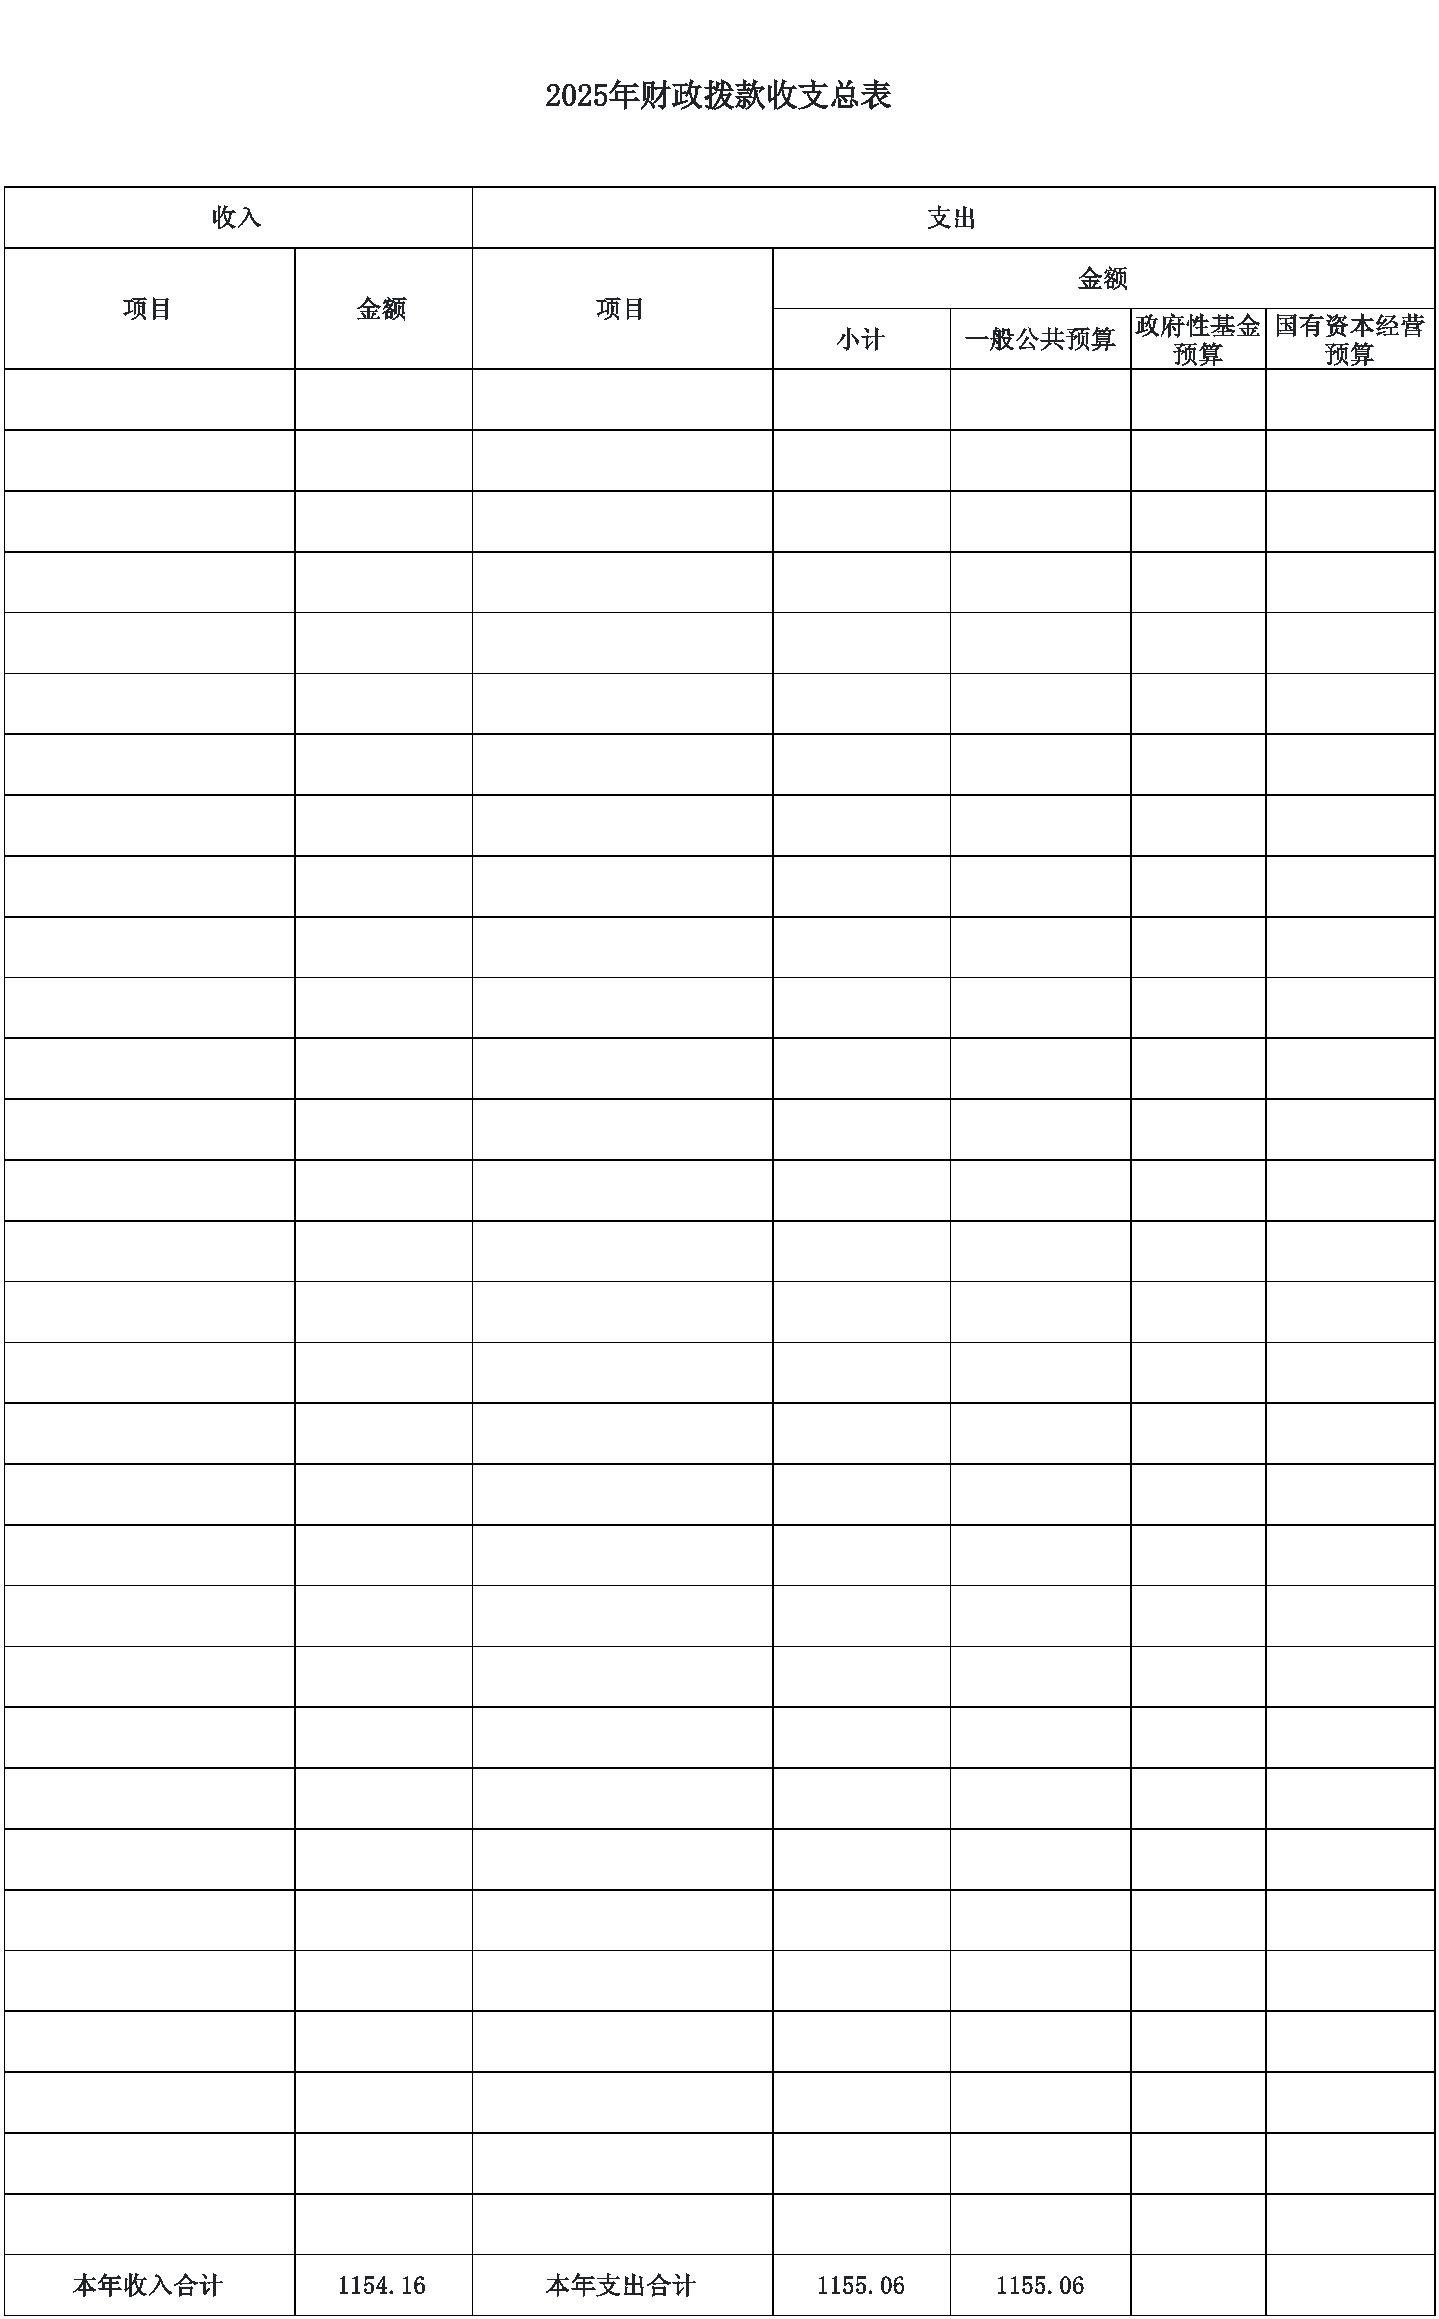 2025年财政拨款收支总表
收入 支出
项目 金额 项目 金额
小计 一般公共预算 政府性基金预算 国有资本经营预算
本年收入合计 1154.16 本年支出合计 1155.06 1155.06